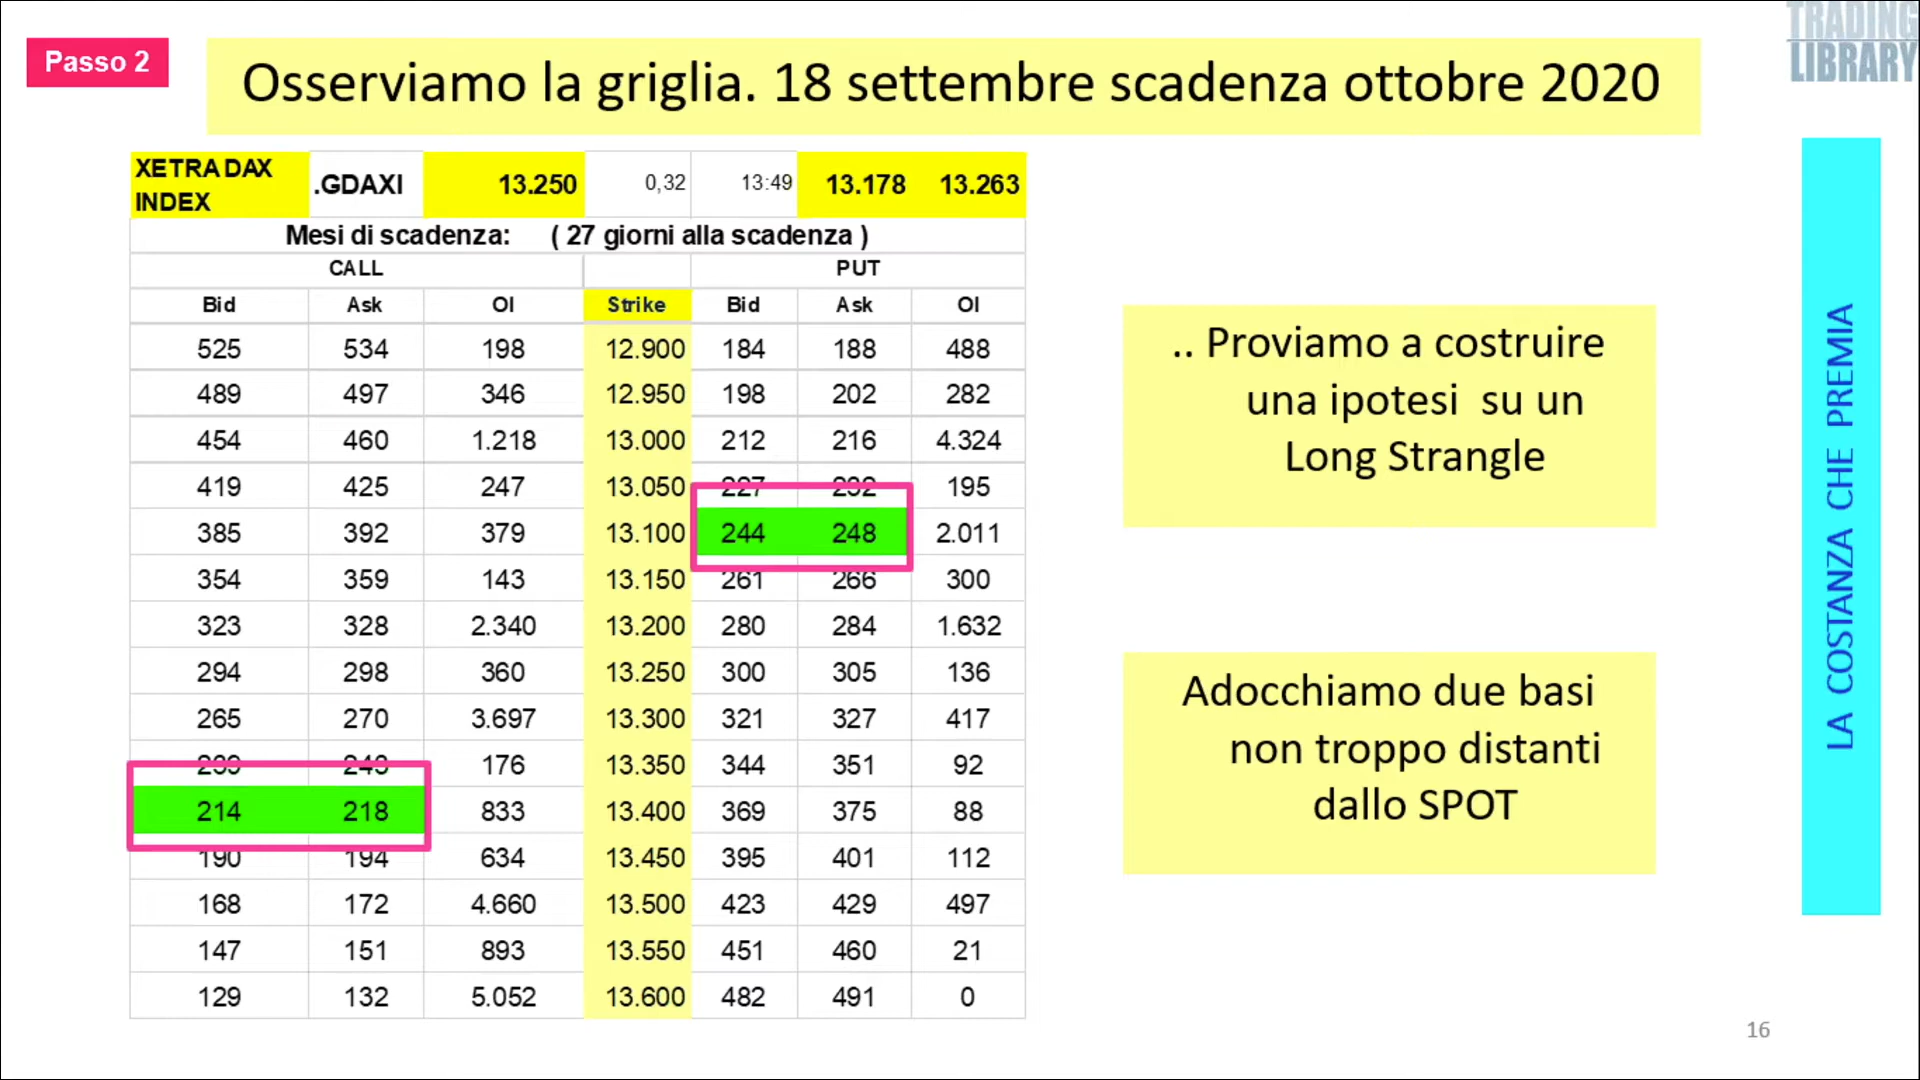 TRADING
LIBRARY
Passo 2
Osserviamo la griglia. 18 settembre scadenza ottobre 2020
XETRA DAX INDEX .GDAXI 13.250 0,32 13:49 13.178 13.263
Mesi di scadenza: ( 27 giorni alla scadenza )
CALL PUT
Bid Ask OI Strike Bid Ask OI
525 534 198 12.900 184 188 488
489 497 346 12.950 198 202 282
454 460 1.218 13.000 212 216 4.324
419 425 247 13.050 227 232 195
385 392 379 13.100 244 248 2.011
354 359 143 13.150 261 266 300
323 328 2.340 13.200 280 284 1.632
294 298 360 13.250 300 305 136
265 270 3.697 13.300 321 327 417
239 243 176 13.350 344 351 92
214 218 833 13.400 369 375 88
190 194 634 13.450 395 401 112
168 172 4.660 13.500 423 429 497
147 151 893 13.550 451 460 21
129 132 5.052 13.600 482 491 0
.. Proviamo a costruire
una ipotesi su un
Long Strangle
Adocchiamo due basi
non troppo distanti
dallo SPOT
LA COSTANZA CHE PREMIA
16